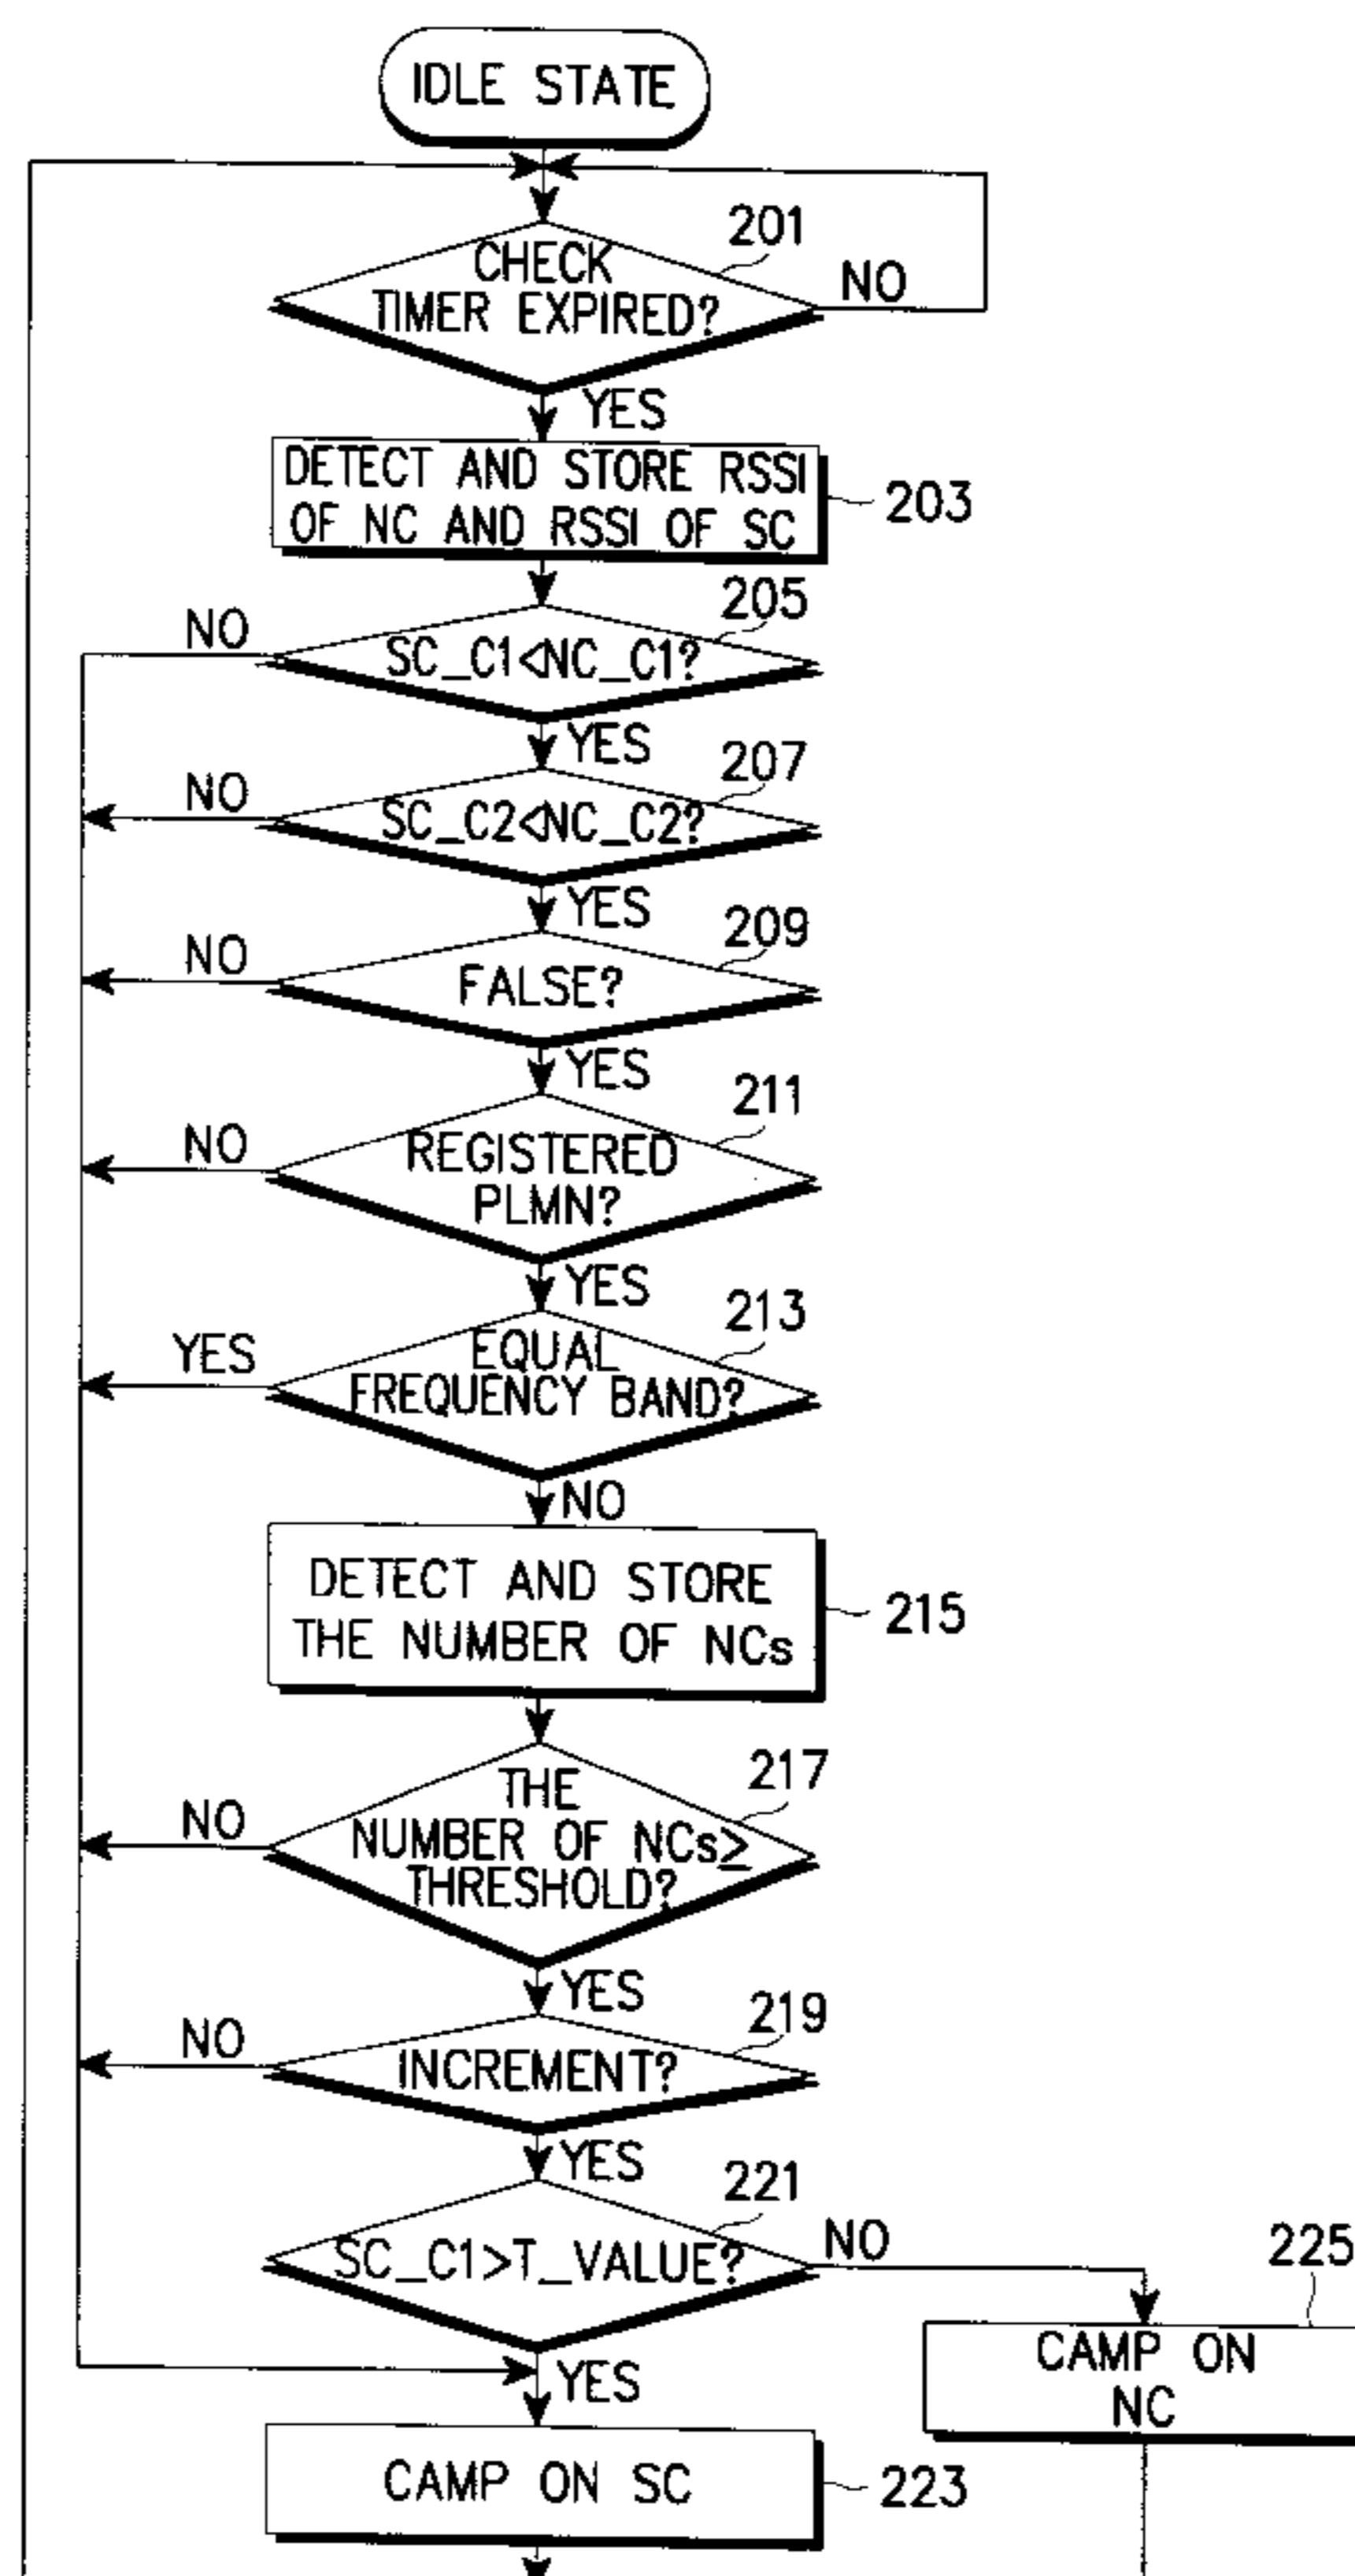 IDLE STATE
201
CHECK
TIMER EXPIRED?
NO
YES
DETECT AND STORE RSSI
OF NC AND RSSI OF SC
203
205
NO
SC_C1<NC_C1?
YES
207
NO
SC_C2<NC_C2?
YES
209
NO
FALSE?
YES
211
NO
REGISTERED
PLMN?
YES
213
YES
EQUAL
FREQUENCY BAND?
NO
DETECT AND STORE
THE NUMBER OF NCs
215
217
THE
NO
NUMBER OF NCs≥
THRESHOLD?
YES
219
NO
INCREMENT?
YES
221
NO
225
SC_C1>T_VALUE?
CAMP ON
NC
YES
CAMP ON SC
223